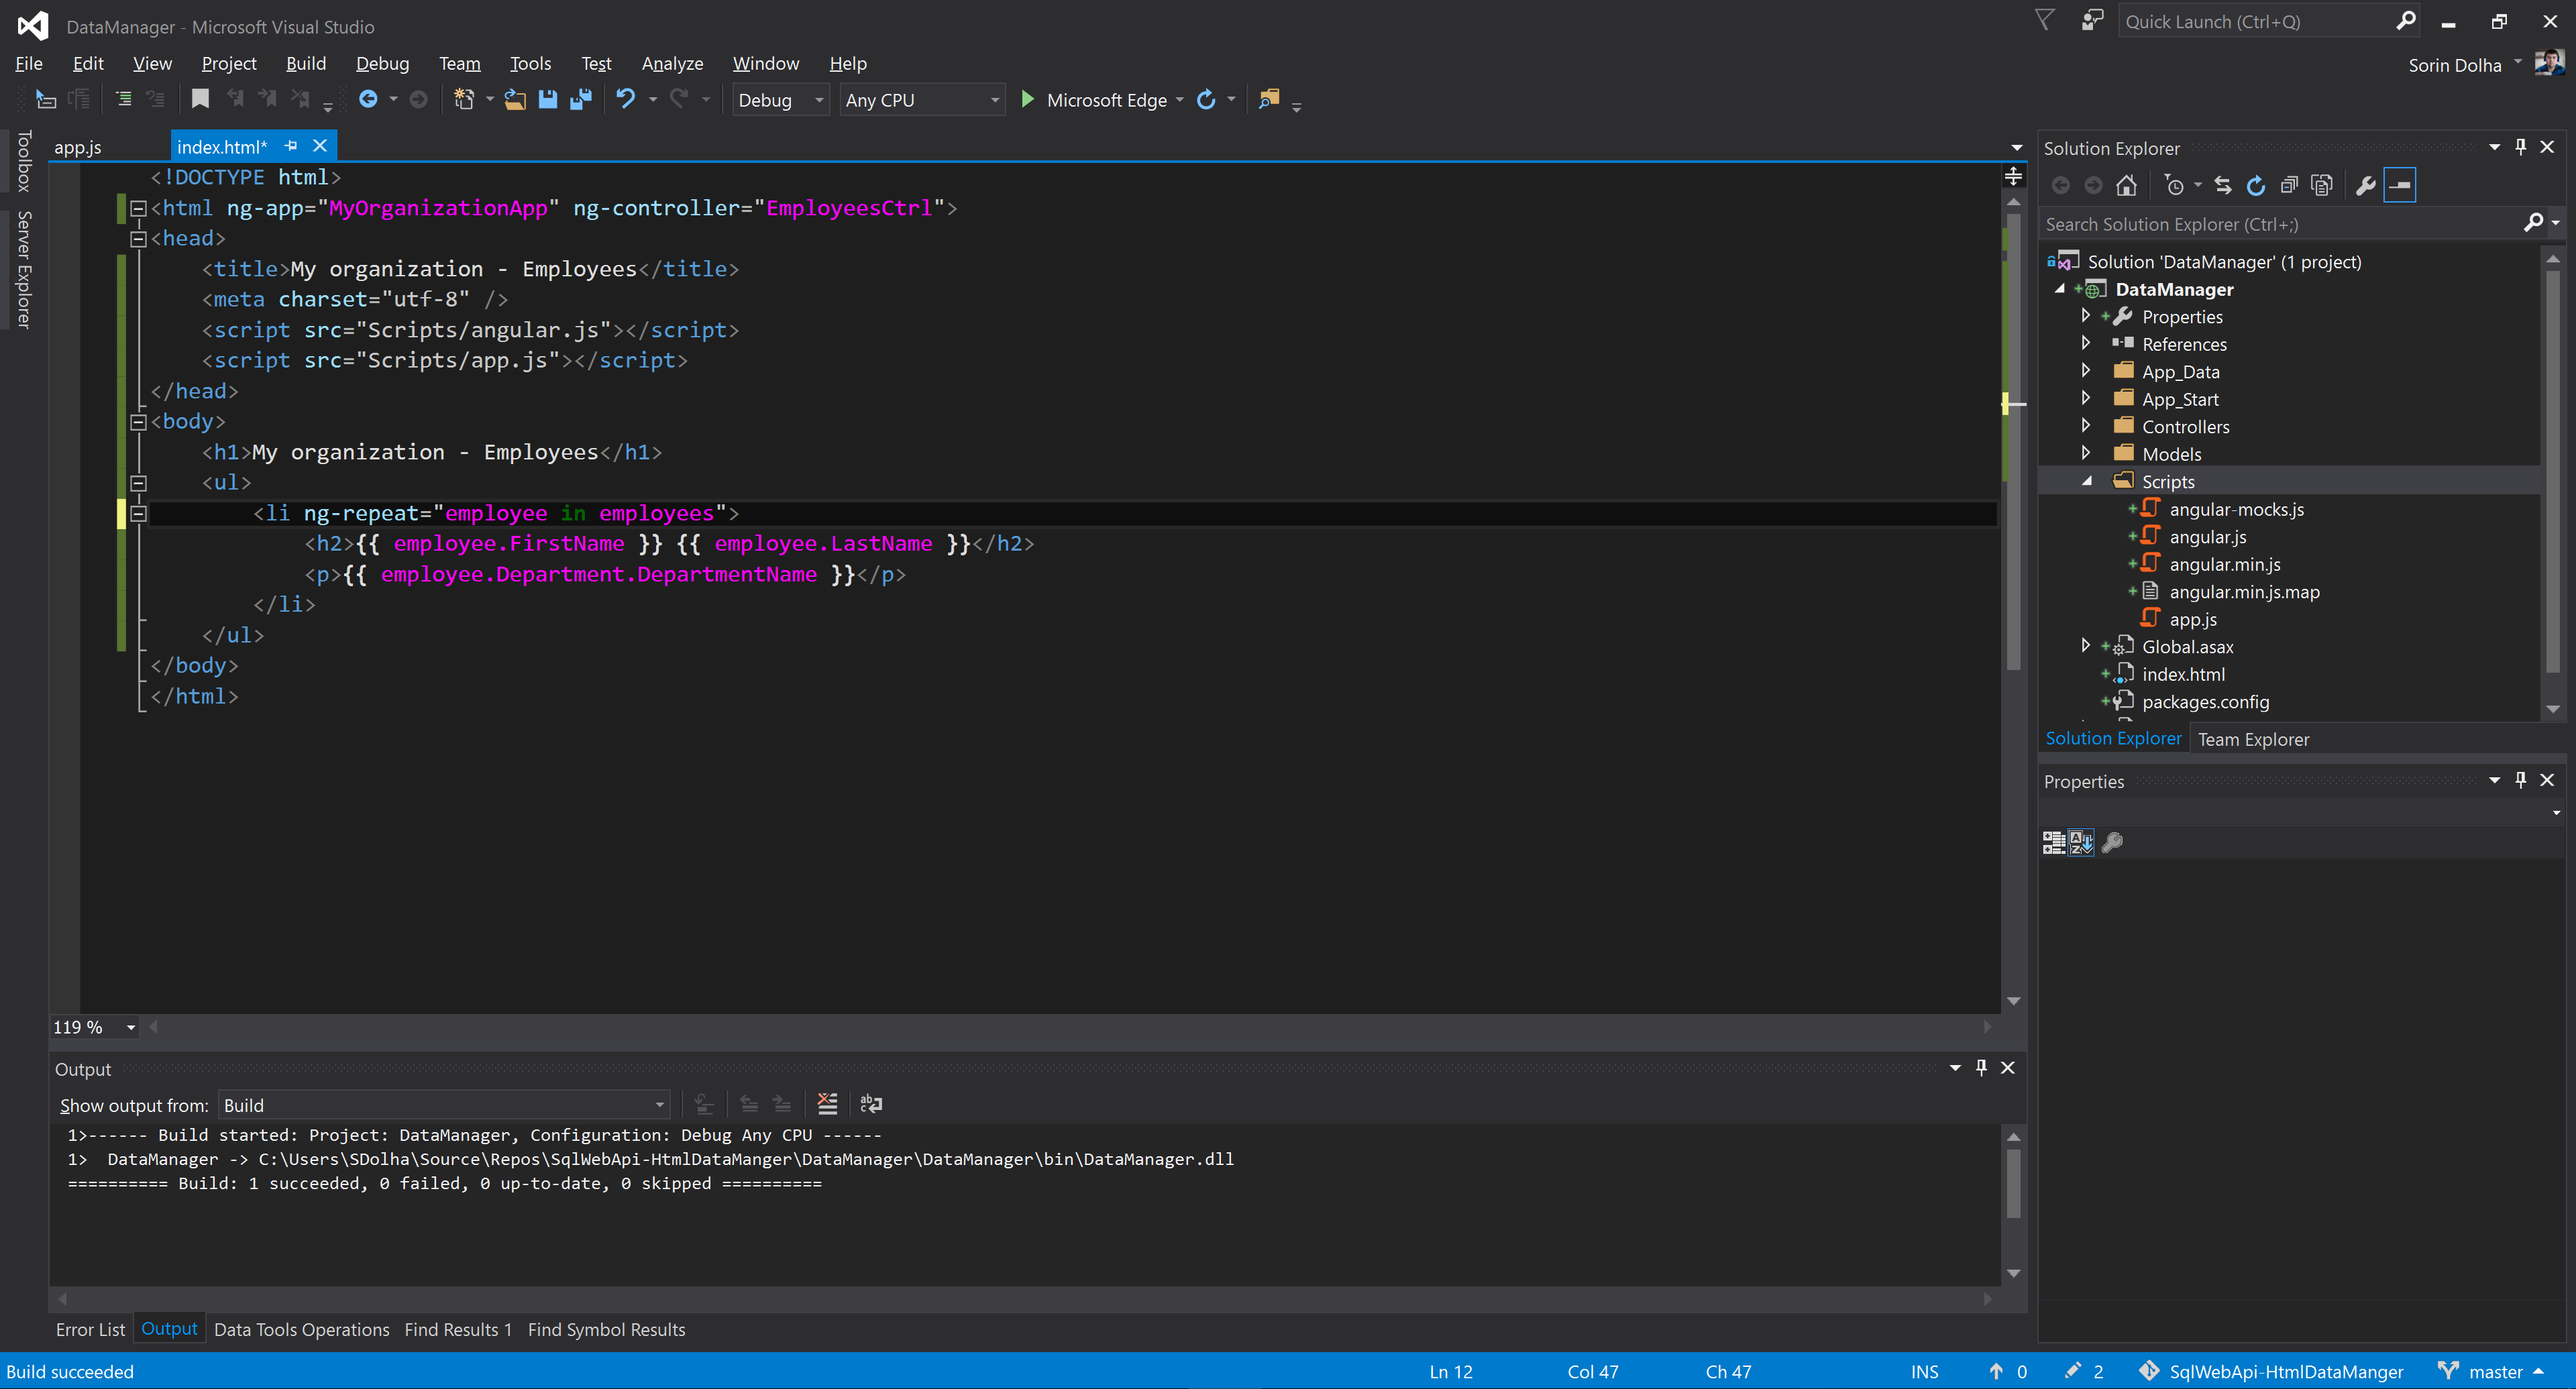 DataManager - Microsoft Visual Studio
Quick Launch (Ctrl+Q)
File Edit View Project Build Debug Team Tools Test Analyze Window Help
Sorin Dolha
Debug Any CPU Microsoft Edge
Toolbox
Server Explorer
app.js index.html*
<!DOCTYPE html>
<html ng-app="MyOrganizationApp" ng-controller="EmployeesCtrl">
<head>
<title>My organization - Employees</title>
<meta charset="utf-8" />
<script src="Scripts/angular.js"></script>
<script src="Scripts/app.js"></script>
</head>
<body>
<h1>My organization - Employees</h1>
<ul>
<li ng-repeat="employee in employees">
<h2>{{ employee.FirstName }} {{ employee.LastName }}</h2>
<p>{{ employee.Department.DepartmentName }}</p>
</li>
</ul>
</body>
</html>
119 %
Output
Show output from: Build
1>------ Build started: Project: DataManager, Configuration: Debug Any CPU ------
1>  DataManager -> C:\Users\SDolha\Source\Repos\SqlWebApi-HtmlDataManger\DataManager\DataManager\bin\DataManager.dll
========== Build: 1 succeeded, 0 failed, 0 up-to-date, 0 skipped ==========
Error List Output Data Tools Operations Find Results 1 Find Symbol Results
Solution Explorer
Search Solution Explorer (Ctrl+;)
Solution 'DataManager' (1 project)
DataManager
Properties
References
App_Data
App_Start
Controllers
Models
Scripts
angular-mocks.js
angular.js
angular.min.js
angular.min.js.map
app.js
Global.asax
index.html
packages.config
Solution Explorer Team Explorer
Properties
Build succeeded Ln 12 Col 47 Ch 47 INS 0 2 SqlWebApi-HtmlDataManger master